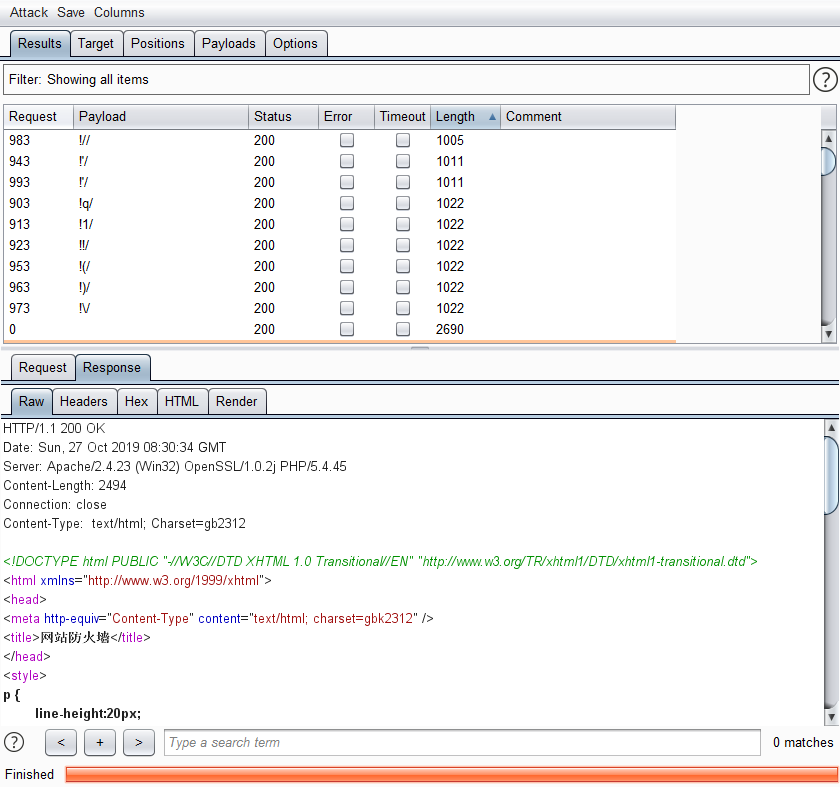 Attack Save Columns
Results Target Positions Payloads Options
Filter: Showing all items ?
Request Payload Status Error Timeout Length Comment
983 !// 200 1005
943 !'/ 200 1011
993 !'/ 200 1011
903 !q/ 200 1022
913 !1/ 200 1022
923 !!/ 200 1022
953 !(/ 200 1022
963 !)/ 200 1022
973 !\/ 200 1022
0 200 2690
Request Response
Raw Headers Hex HTML Render
HTTP/1.1 200 OK
Date: Sun, 27 Oct 2019 08:30:34 GMT
Server: Apache/2.4.23 (Win32) OpenSSL/1.0.2j PHP/5.4.45
Content-Length: 2494
Connection: close
Content-Type:  text/html; Charset=gb2312
<!DOCTYPE html PUBLIC "-//W3C//DTD XHTML 1.0 Transitional//EN" "http://www.w3.org/TR/xhtml1/DTD/xhtml1-transitional.dtd">
<html xmlns="http://www.w3.org/1999/xhtml">
<head>
<meta http-equiv="Content-Type" content="text/html; charset=gbk2312" />
<title>网站防火墙</title>
</head>
<style>
p {
line-height:20px;
? < + > Type a search term 0 matches
Finished